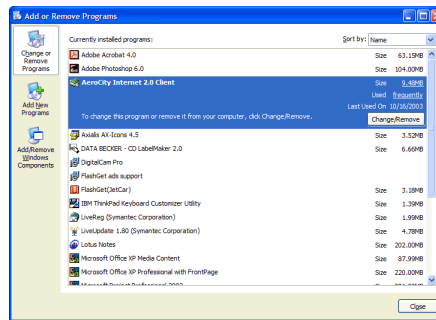 Add or Remove Programs
Change or
Remove
Programs
Add New
Programs
Add/Remove
Windows
Components
Currently installed programs:
Sort by: Name
Adobe Acrobat 4.0 Size 63.15MB
Adobe Photoshop 6.0 Size 104.00MB
AeroCity Internet 2.0 Client Size 9.48MB
Used frequently
Last Used On 10/16/2003
To change this program or remove it from your computer, click Change/Remove. Change/Remove
Axialis AX-Icons 4.5 Size 3.52MB
DATA BECKER - CD LabelMaker 2.0 Size 6.66MB
DigitalCam Pro
FlashGet ads support
FlashGet(JetCar) Size 3.18MB
IBM ThinkPad Keyboard Customizer Utility Size 1.39MB
LiveReg (Symantec Corporation) Size 1.99MB
LiveUpdate 1.80 (Symantec Corporation) Size 4.78MB
Lotus Notes Size 202.00MB
Microsoft Office XP Media Content Size 87.99MB
Microsoft Office XP Professional with FrontPage Size 220.00MB
Close